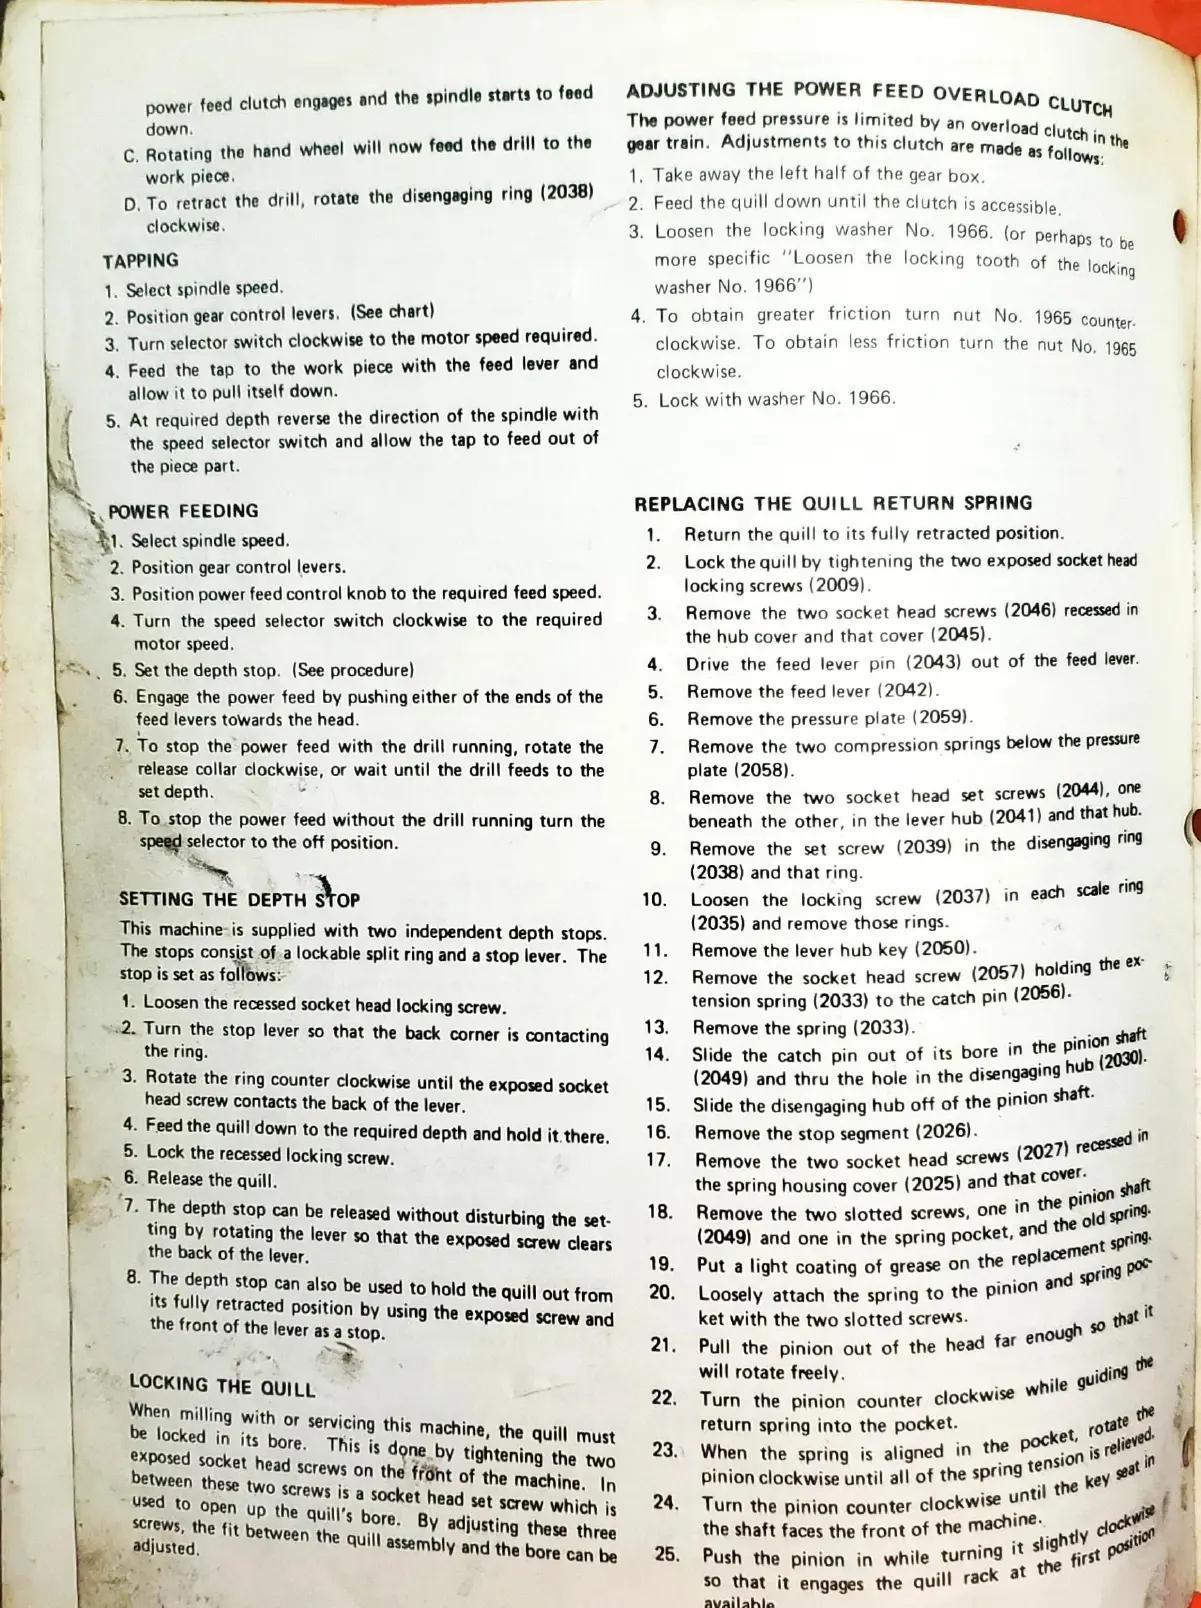 power feed clutch engages and the spindle starts to feed
down.
C. Rotating the hand wheel will now feed the drill to the
work piece.
D. To retract the drill, rotate the disengaging ring (2038)
clockwise.
TAPPING
1. Select spindle speed.
2. Position gear control levers. (See chart)
3. Turn selector switch clockwise to the motor speed required.
4. Feed the tap to the work piece with the feed lever and
allow it to pull itself down.
5. At required depth reverse the direction of the spindle with
the speed selector switch and allow the tap to feed out of
the piece part.
POWER FEEDING
1. Select spindle speed.
2. Position gear control levers.
3. Position power feed control knob to the required feed speed.
4. Turn the speed selector switch clockwise to the required
motor speed.
5. Set the depth stop. (See procedure)
6. Engage the power feed by pushing either of the ends of the
feed levers towards the head.
7. To stop the power feed with the drill running, rotate the
release collar clockwise, or wait until the drill feeds to the
set depth.
8. To stop the power feed without the drill running turn the
speed selector to the off position.
SETTING THE DEPTH STOP
This machine is supplied with two independent depth stops.
The stops consist of a lockable split ring and a stop lever. The
stop is set as follows:
1. Loosen the recessed socket head locking screw.
2. Turn the stop lever so that the back corner is contacting
the ring.
3. Rotate the ring counter clockwise until the exposed socket
head screw contacts the back of the lever.
4. Feed the quill down to the required depth and hold it there.
5. Lock the recessed locking screw.
6. Release the quill.
7. The depth stop can be released without disturbing the set-
ting by rotating the lever so that the exposed screw clears
the back of the lever.
8. The depth stop can also be used to hold the quill out from
its fully retracted position by using the exposed screw and
the front of the lever as a stop.
LOCKING THE QUILL
When milling with or servicing this machine, the quill must
be locked in its bore. This is done by tightening the two
exposed socket head screws on the front of the machine. In
between these two screws is a socket head set screw which is
used to open up the quill's bore. By adjusting these three
screws, the fit between the quill assembly and the bore can be
adjusted.
ADJUSTING THE POWER FEED OVERLOAD CLUTCH
The power feed pressure is limited by an overload clutch in the
gear train. Adjustments to this clutch are made as follows:
1. Take away the left half of the gear box.
2. Feed the quill down until the clutch is accessible.
3. Loosen the locking washer No. 1966. (or perhaps to be
more specific "Loosen the locking tooth of the locking
washer No. 1966")
4. To obtain greater friction turn nut No. 1965 counter-
clockwise. To obtain less friction turn the nut No. 1965
clockwise.
5. Lock with washer No. 1966.
REPLACING THE QUILL RETURN SPRING
1. Return the quill to its fully retracted position.
2. Lock the quill by tightening the two exposed socket head
locking screws (2009).
3. Remove the two socket head screws (2046) recessed in
the hub cover and that cover (2045).
4. Drive the feed lever pin (2043) out of the feed lever.
5. Remove the feed lever (2042).
6. Remove the pressure plate (2059).
7. Remove the two compression springs below the pressure
plate (2058).
8. Remove the two socket head set screws (2044), one
beneath the other, in the lever hub (2041) and that hub.
9. Remove the set screw (2039) in the disengaging ring
(2038) and that ring.
10. Loosen the locking screw (2037) in each scale ring
(2035) and remove those rings.
11. Remove the lever hub key (2050).
12. Remove the socket head screw (2057) holding the ex-
tension spring (2033) to the catch pin (2056).
13. Remove the spring (2033).
14. Slide the catch pin out of its bore in the pinion shaft
(2049) and thru the hole in the disengaging hub (2030).
15. Slide the disengaging hub off of the pinion shaft.
16. Remove the stop segment (2026).
17. Remove the two socket head screws (2027) recessed in
the spring housing cover (2025) and that cover.
18. Remove the two slotted screws, one in the pinion shaft
(2049) and one in the spring pocket, and the old spring.
19. Put a light coating of grease on the replacement spring.
20. Loosely attach the spring to the pinion and spring poc-
ket with the two slotted screws.
21. Pull the pinion out of the head far enough so that it
will rotate freely.
22. Turn the pinion counter clockwise while guiding the
return spring into the pocket.
23. When the spring is aligned in the pocket, rotate the
pinion clockwise until all of the spring tension is relieved.
24. Turn the pinion counter clockwise until the key seat in
the shaft faces the front of the machine.
25. Push the pinion in while turning it slightly clockwise
so that it engages the quill rack at the first position
available